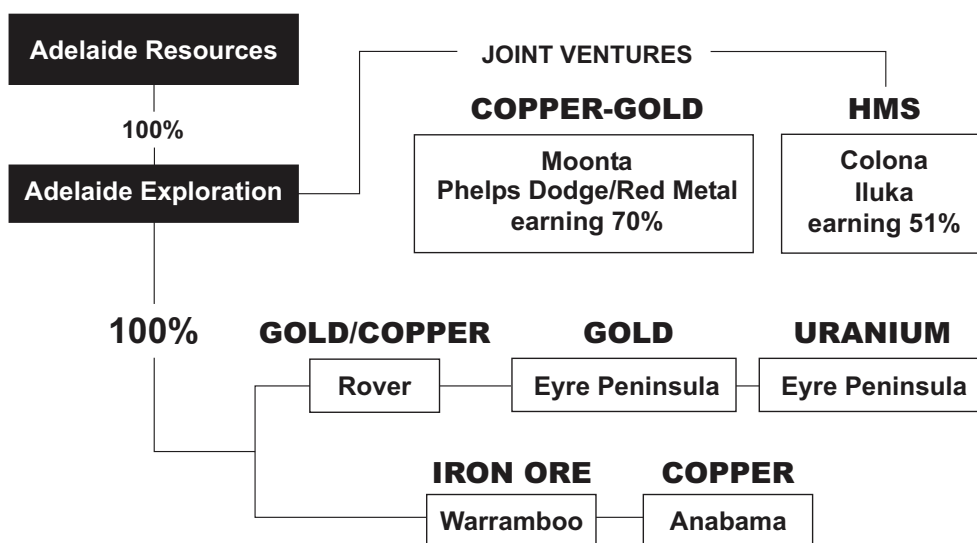 Adelaide Resources
JOINT VENTURES
100%
COPPER-GOLD
HMS
Moonta
Phelps Dodge/Red Metal
earning 70%
Colona
Iluka
earning 51%
Adelaide Exploration
100%
GOLD/COPPER
GOLD
URANIUM
Rover
Eyre Peninsula
Eyre Peninsula
IRON ORE
COPPER
Warramboo
Anabama